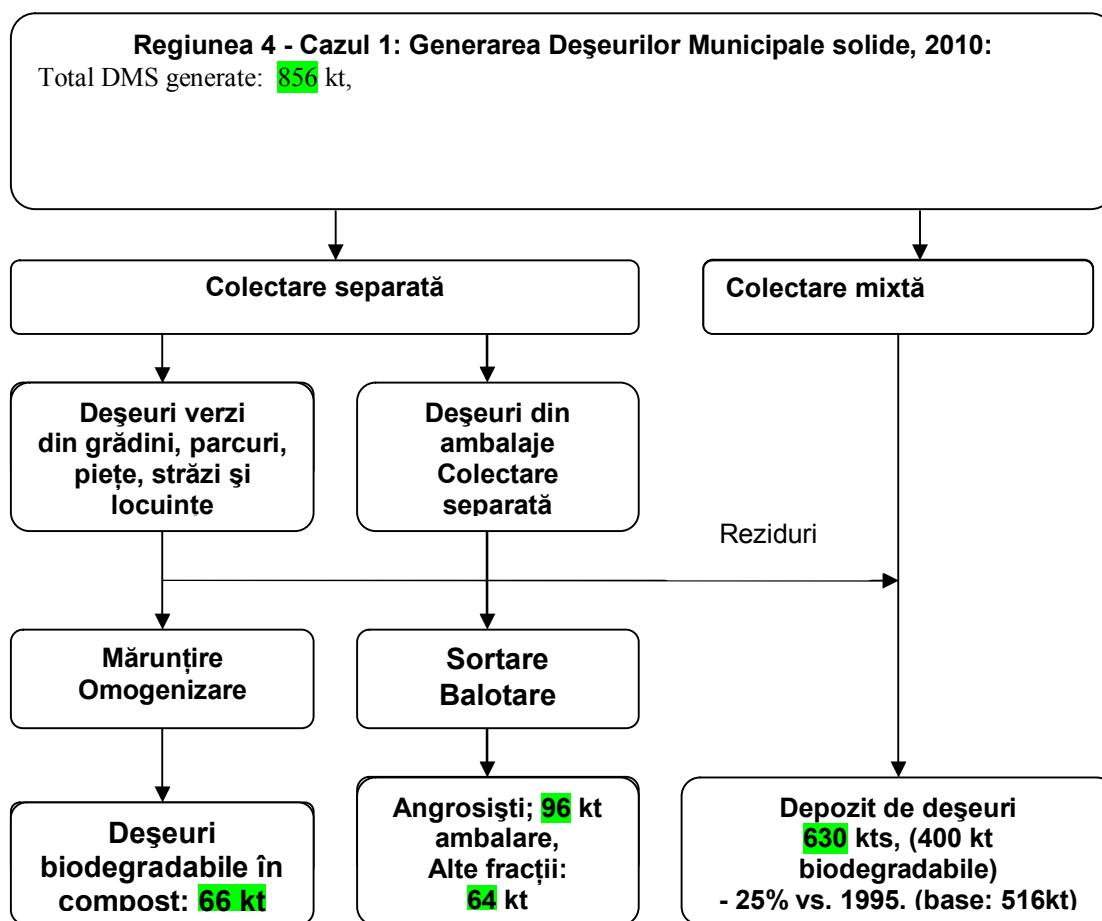 Regiunea 4 - Cazul 1: Generarea Deşeurilor Municipale solide, 2010:
Total DMS generate: 856 kt,
Colectare separată
Colectare mixtă
Deşeuri verzi
din grădini, parcuri,
pieţe, străzi şi
locuinte
Deşeuri din
ambalaje
Colectare
separată
Reziduri
Mărunţire
Omogenizare
Sortare
Balotare
Deşeuri
biodegradabile în
compost: 66 kt
Angrosişti; 96 kt
ambalare,
Alte fracţii:
64 kt
Depozit de deşeuri
630 kts, (400 kt
biodegradabile)
- 25% vs. 1995. (base: 516kt)